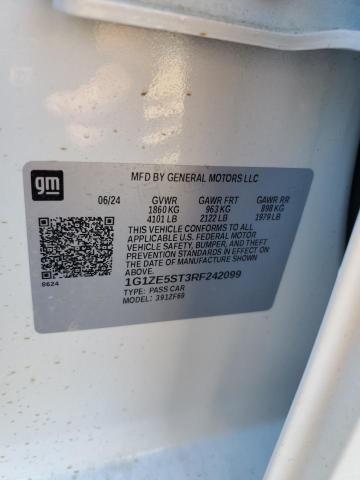 gm
MFD BY GENERAL MOTORS LLC
06/24 GVWR GAWR FRT GAWR RR
1860 KG 963 KG 898 KG
4101 LB 2122 LB 1979 LB
THIS VEHICLE CONFORMS TO ALL
APPLICABLE U.S. FEDERAL MOTOR
VEHICLE SAFETY, BUMPER, AND THEFT
PREVENTION STANDARDS IN EFFECT ON
THE DATE OF MANUFACTURE SHOWN ABOVE.
8624
1G1ZE5ST3RF242099
TYPE: PASS CAR
MODEL: 391ZF69